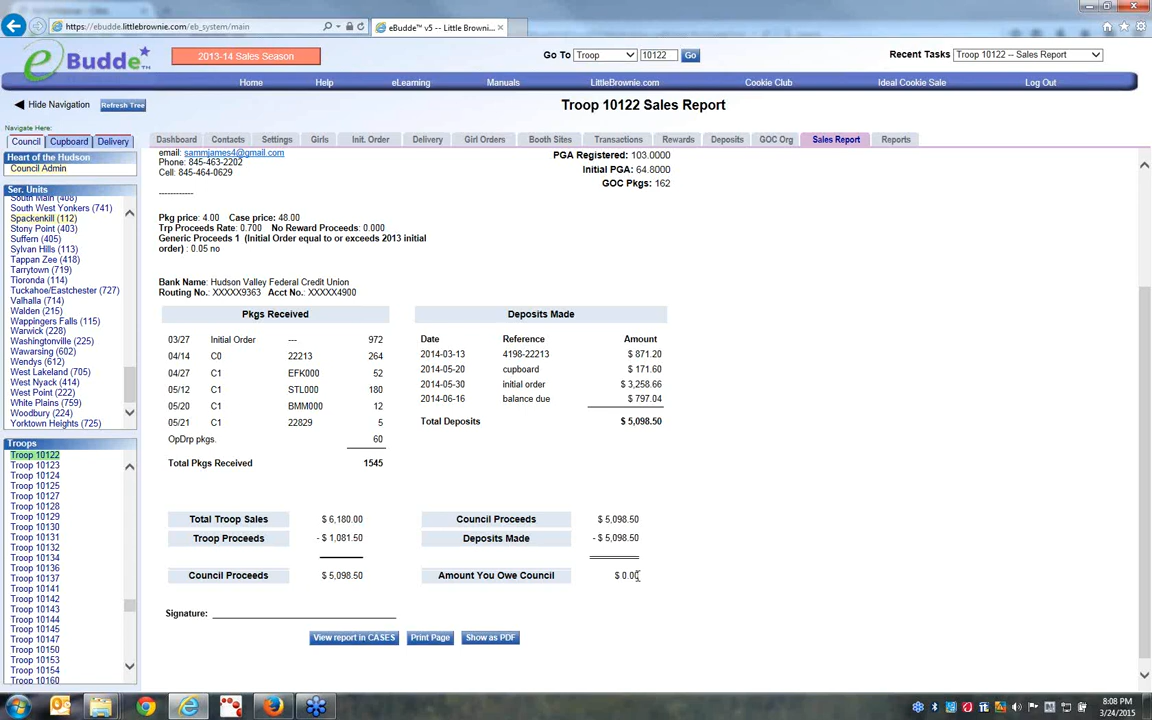 https://ebudde.littlebrownie.com/eb_system/main
eBudde™ v5 -- Little Browni...
eBudde™
2013-14 Sales Season
Go To Troop 10122 Go
Recent Tasks Troop 10122 -- Sales Report
Home Help eLearning Manuals LittleBrownie.com Cookie Club Ideal Cookie Sale Log Out
Hide Navigation Refresh Tree
Troop 10122 Sales Report
Navigate Here:
Council Cupboard Delivery
Dashboard Contacts Settings Girls Init. Order Delivery Girl Orders Booth Sites Transactions Rewards Deposits GOC Org Sales Report Reports
Heart of the Hudson
Council Admin
Ser. Units
South Main (408)
South West Yonkers (741)
Spackenkill (112)
Stony Point (403)
Suffern (405)
Sylvan Hills (113)
Tappan Zee (418)
Tarrytown (719)
Tioronda (114)
Tuckahoe/Eastchester (727)
Valhalla (714)
Walden (215)
Wappingers Falls (115)
Warwick (228)
Washingtonville (225)
Wawarsing (602)
Wendys (612)
West Lakeland (705)
West Nyack (414)
West Point (222)
White Plains (759)
Woodbury (224)
Yorktown Heights (725)
Troops
Troop 10122
Troop 10123
Troop 10124
Troop 10125
Troop 10127
Troop 10128
Troop 10129
Troop 10130
Troop 10131
Troop 10132
Troop 10134
Troop 10136
Troop 10137
Troop 10141
Troop 10142
Troop 10143
Troop 10144
Troop 10145
Troop 10147
Troop 10150
Troop 10153
Troop 10154
Troop 10160
email: sammjames4@gmail.com
Phone: 845-463-2202
Cell: 845-464-0629
PGA Registered: 103.0000
Initial PGA: 64.8000
GOC Pkgs: 162
------------
Pkg price: 4.00 Case price: 48.00
Trp Proceeds Rate: 0.700 No Reward Proceeds: 0.000
Generic Proceeds 1 (Initial Order equal to or exceeds 2013 initial
order) : 0.05 no
Bank Name: Hudson Valley Federal Credit Union
Routing No.: XXXXX9363 Acct No.: XXXXX4900
Pkgs Received
03/27 Initial Order --- 972
04/14 C0 22213 264
04/27 C1 EFK000 52
05/12 C1 STL000 180
05/20 C1 BMM000 12
05/21 C1 22829 5
OpDrp pkgs. 60
Total Pkgs Received 1545
Deposits Made
Date Reference Amount
2014-03-13 4198-22213 $ 871.20
2014-05-20 cupboard $ 171.60
2014-05-30 initial order $ 3,258.66
2014-06-16 balance due $ 797.04
Total Deposits $ 5,098.50
Total Troop Sales $ 6,180.00
Troop Proceeds - $ 1,081.50
Council Proceeds $ 5,098.50
Council Proceeds $ 5,098.50
Deposits Made - $ 5,098.50
Amount You Owe Council $ 0.00
Signature:
View report in CASES Print Page Show as PDF
8:08 PM
3/24/2015